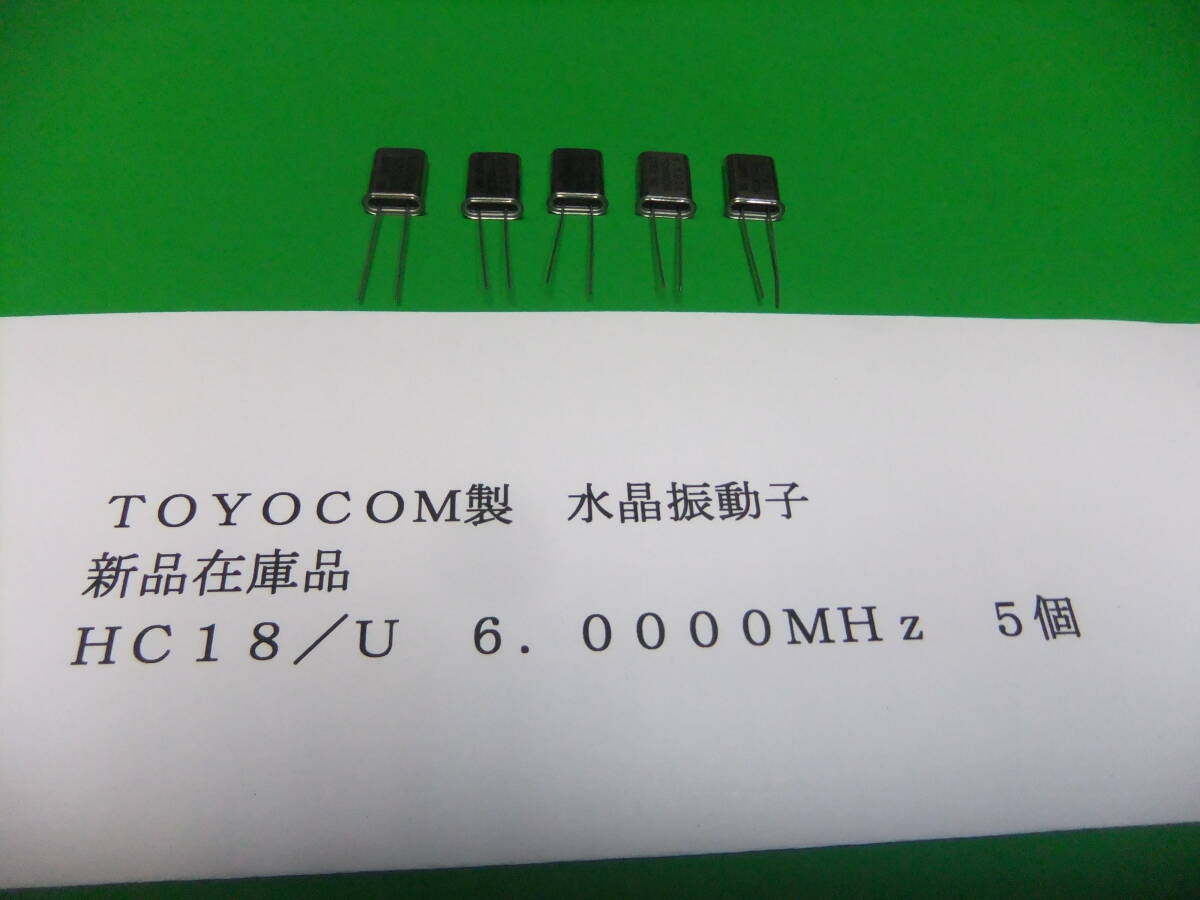 ＴＯＹＯＣＯＭ製　水晶振動子
新品在庫品
ＨＣ１８／Ｕ　６．００００ＭＨｚ　５個